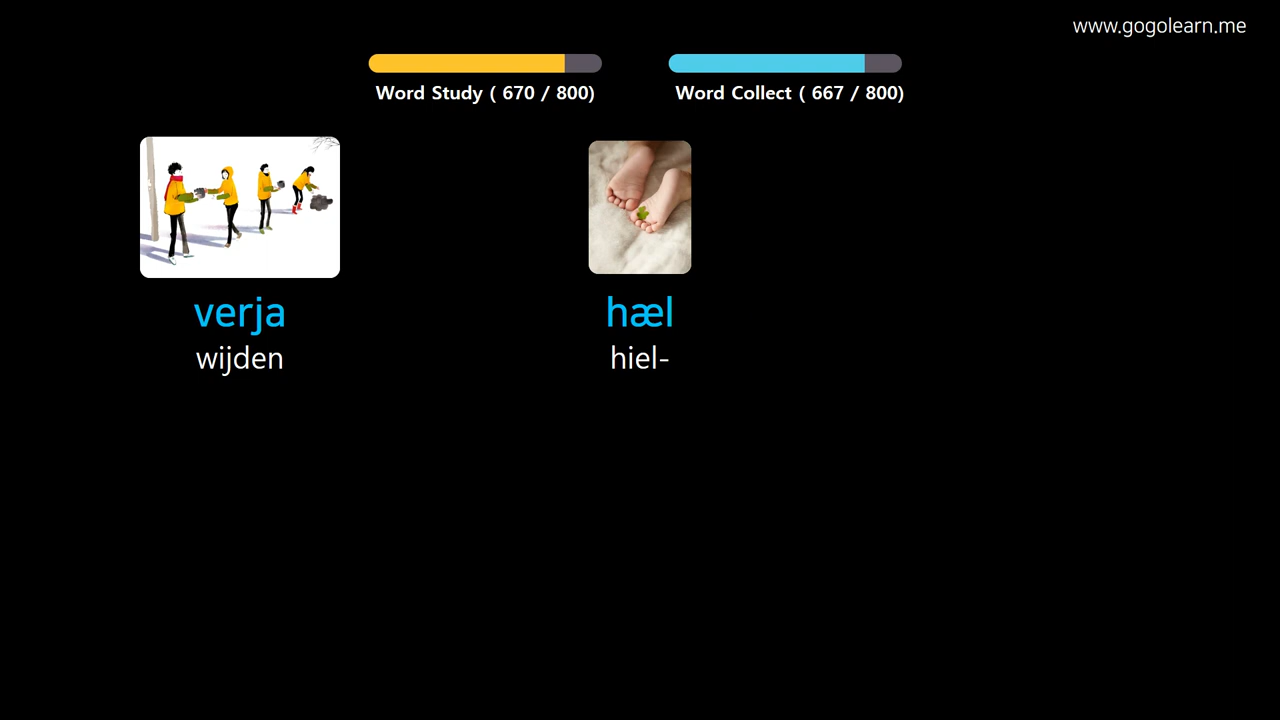 www.gogolearn.me
Word Study ( 670 / 800)
Word Collect ( 667 / 800)
verja
hæl
wijden
hiel-